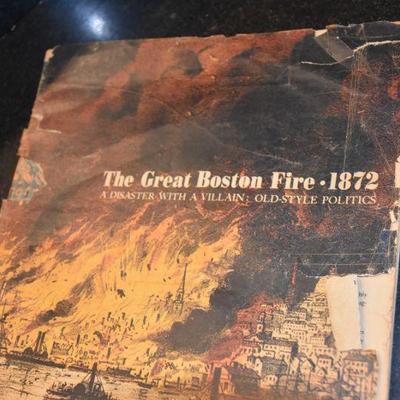 The Great Boston Fire • 1872
A DISASTER WITH A VILLAIN: OLD-STYLE POLITICS